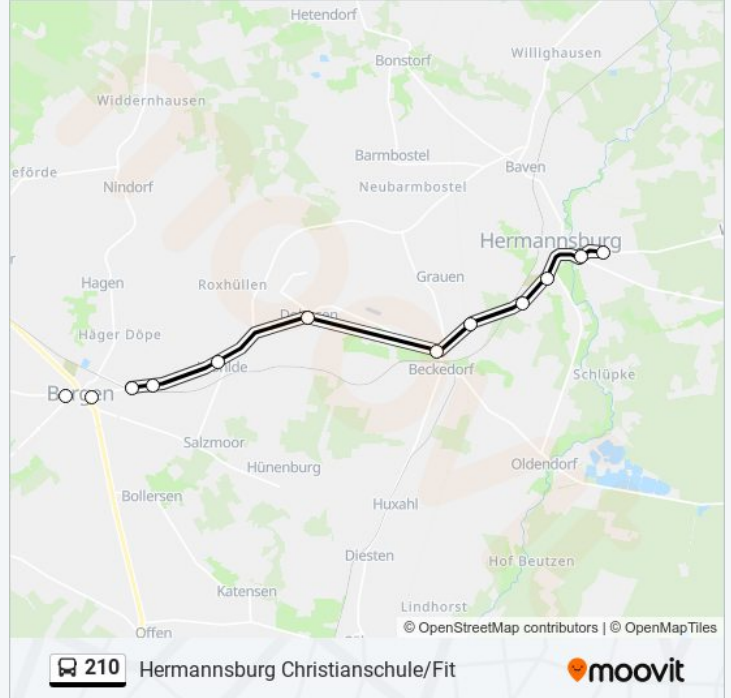 Hetendorf
Willighausen
Bonstorf
Widdernhausen
Barmbostel
Baven
eförde
Nindorf
Neubarmbostel
Hermannsburg
Grauen
Hagen
Roxhüllen
Häger Döpe
Beckedorf
Schlüpke
Bergen
Salzmoor
Hünenburg
Oldendorf
Bollersen
Huxahl
Diesten
Hof Beutzen
Katensen
Lindhorst
Offen
© OpenStreetMap contributors | © OpenMapTiles
210 Hermannsburg Christianschule/Fit moovit